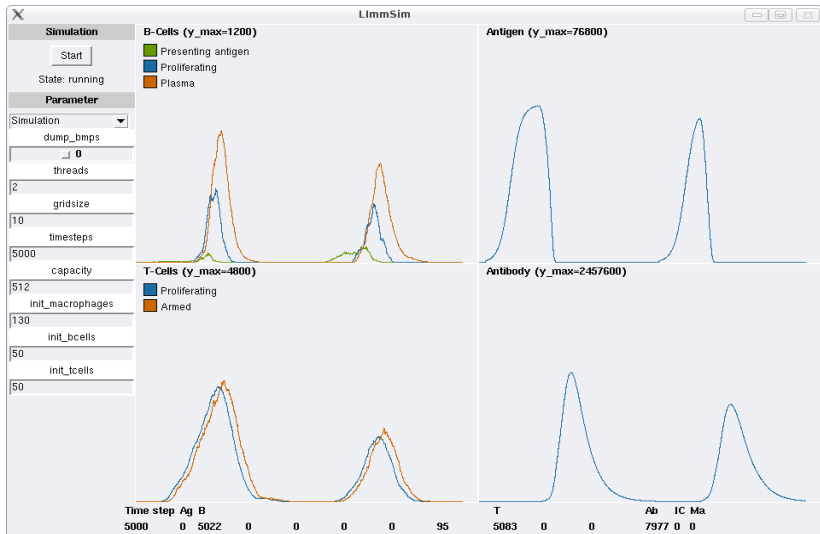 LImmSim
Simulation
Start
State: running
Parameter
Simulation
dump_bmps
0
threads
2
gridsize
10
timesteps
5000
capacity
512
init_macrophages
130
init_bcells
50
init_tcells
50
B-Cells (y_max=1200)
Presenting antigen
Proliferating
Plasma
Antigen (y_max=76800)
T-Cells (y_max=4800)
Proliferating
Armed
Antibody (y_max=2457600)
Time step Ag B T Ab IC Ma
5000 0 5022 0 0 0 0 95 5083 0 0 7977 0 0